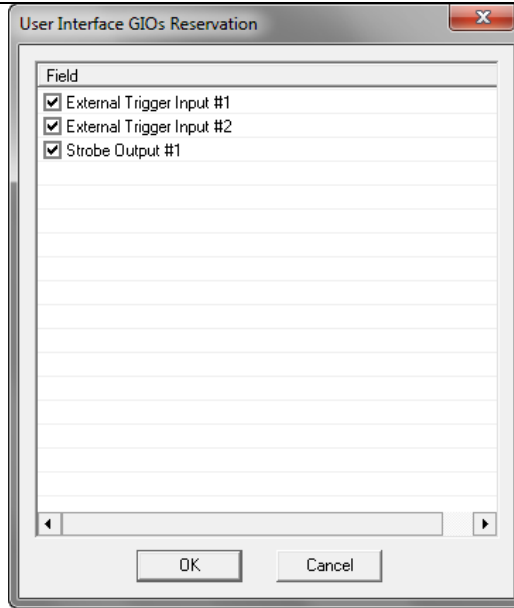 User Interface GIOs Reservation
Field
External Trigger Input #1
External Trigger Input #2
Strobe Output #1
OK
Cancel